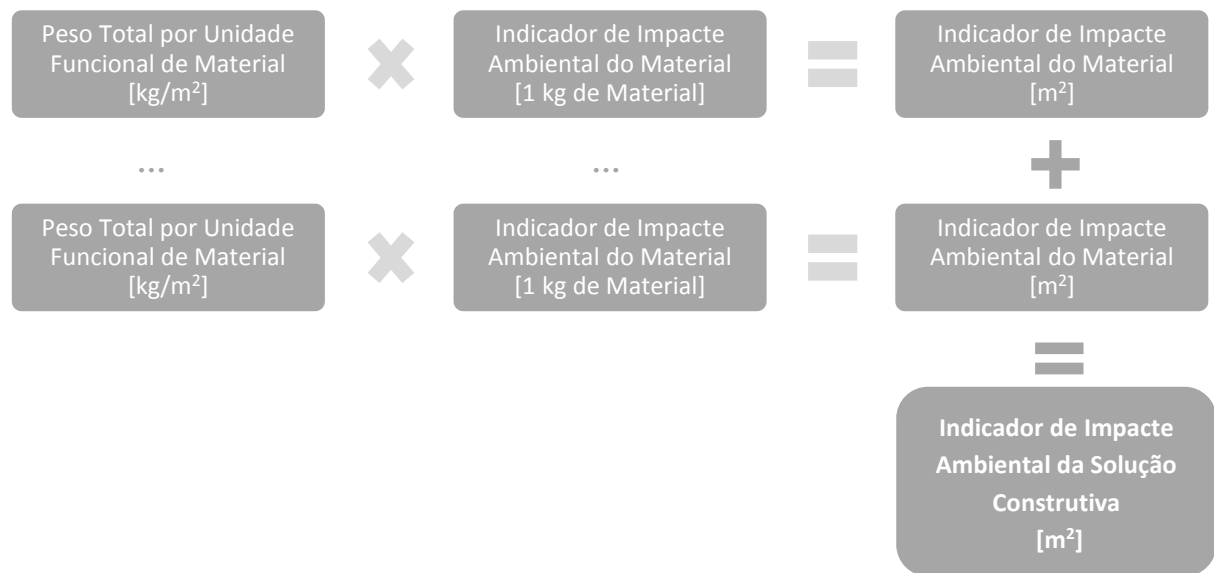 Peso Total por Unidade
Funcional de Material
[kg/m²]
Indicador de Impacte
Ambiental do Material
[1 kg de Material]
Indicador de Impacte
Ambiental do Material
[m²]
...
...
Peso Total por Unidade
Funcional de Material
[kg/m²]
Indicador de Impacte
Ambiental do Material
[1 kg de Material]
Indicador de Impacte
Ambiental do Material
[m²]
Indicador de Impacte
Ambiental da Solução
Construtiva
[m²]